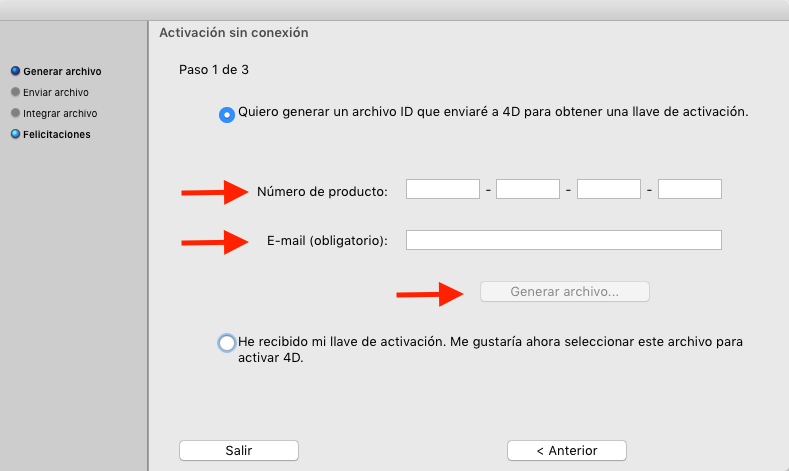 Activación sin conexión
Generar archivo
Enviar archivo
Integrar archivo
Felicitaciones
Paso 1 de 3
Quiero generar un archivo ID que enviaré a 4D para obtener una llave de activación.
Número de producto: - - -
E-mail (obligatorio):
Generar archivo...
He recibido mi llave de activación. Me gustaría ahora seleccionar este archivo para
activar 4D.
Salir
< Anterior